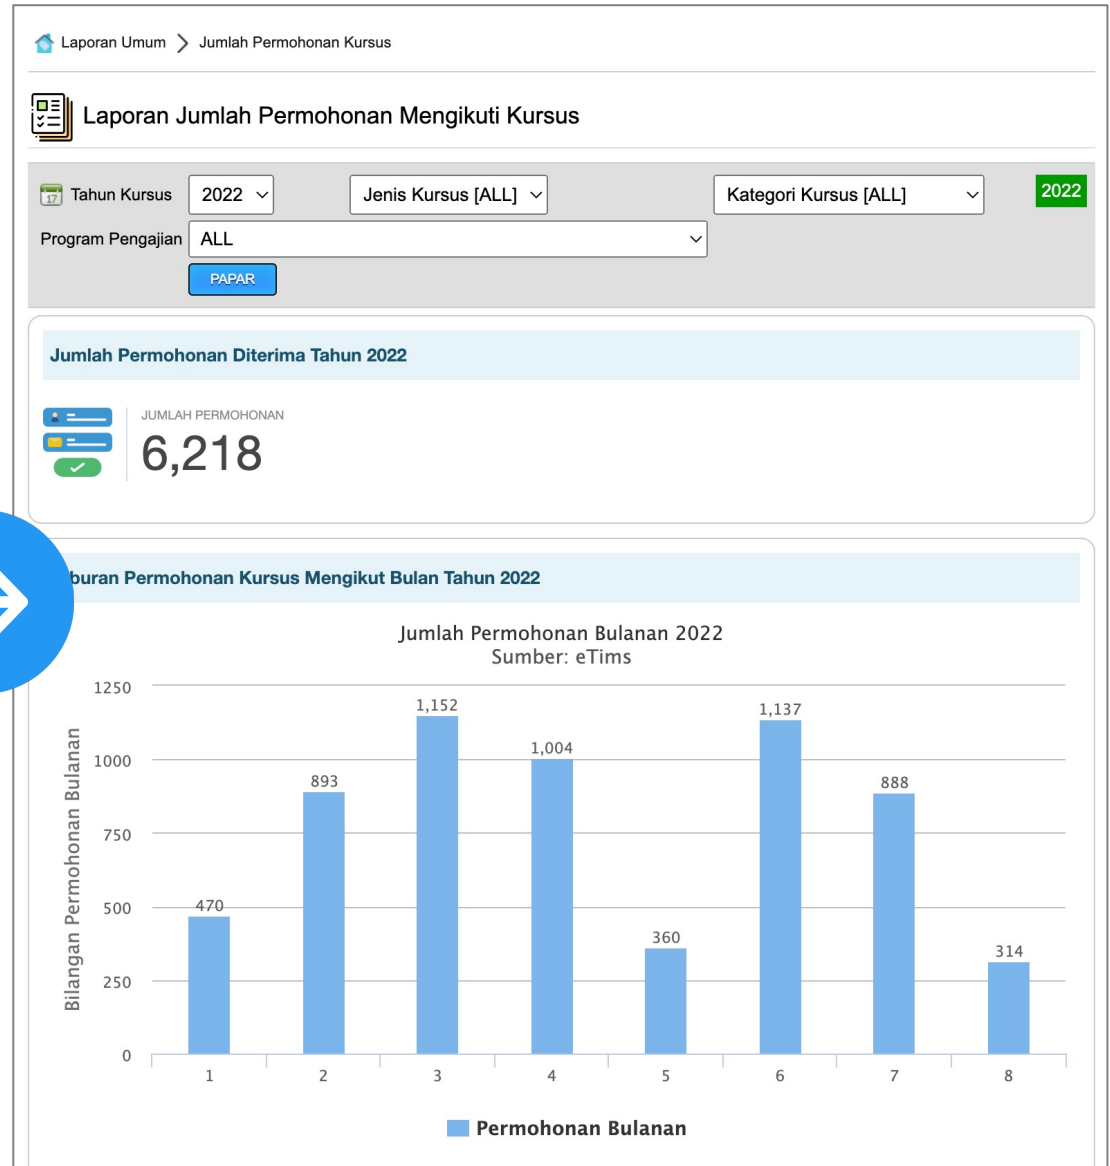 Laporan Umum Jumlah Permohonan Kursus
Laporan Jumlah Permohonan Mengikuti Kursus
17 Tahun Kursus 2022 Jenis Kursus [ALL] Kategori Kursus [ALL] 2022
Program Pengajian ALL
PAPAR
Jumlah Permohonan Diterima Tahun 2022
JUMLAH PERMOHONAN
6,218
Permohonan Kursus Mengikut Bulan Tahun 2022
Jumlah Permohonan Bulanan 2022
Sumber: eTims
Bilangan Permohonan Bulanan
1250
1000
750
500
250
0
470
893
1,152
1,004
360
1,137
888
314
1 2 3 4 5 6 7 8
Permohonan Bulanan